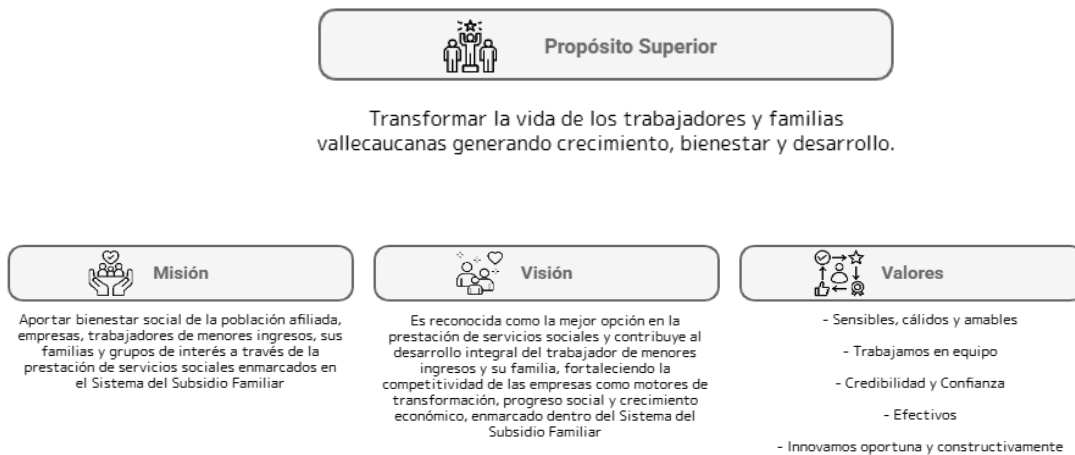 Propósito Superior
Transformar la vida de los trabajadores y familias
vallecaucanas generando crecimiento, bienestar y desarrollo.
Misión
Aportar bienestar social de la población afiliada,
empresas, trabajadores de menores ingresos, sus
familias y grupos de interés a través de la
prestación de servicios sociales enmarcados en
el Sistema del Subsidio Familiar
Visión
Es reconocida como la mejor opción en la
prestación de servicios sociales y contribuye al
desarrollo integral del trabajador de menores
ingresos y su familia, fortaleciendo la
competitividad de las empresas como motores de
transformación, progreso social y crecimiento
económico, enmarcado dentro del Sistema del
Subsidio Familiar
Valores
- Sensibles, cálidos y amables
- Trabajamos en equipo
- Credibilidad y Confianza
- Efectivos
- Innovamos oportuna y constructivamente